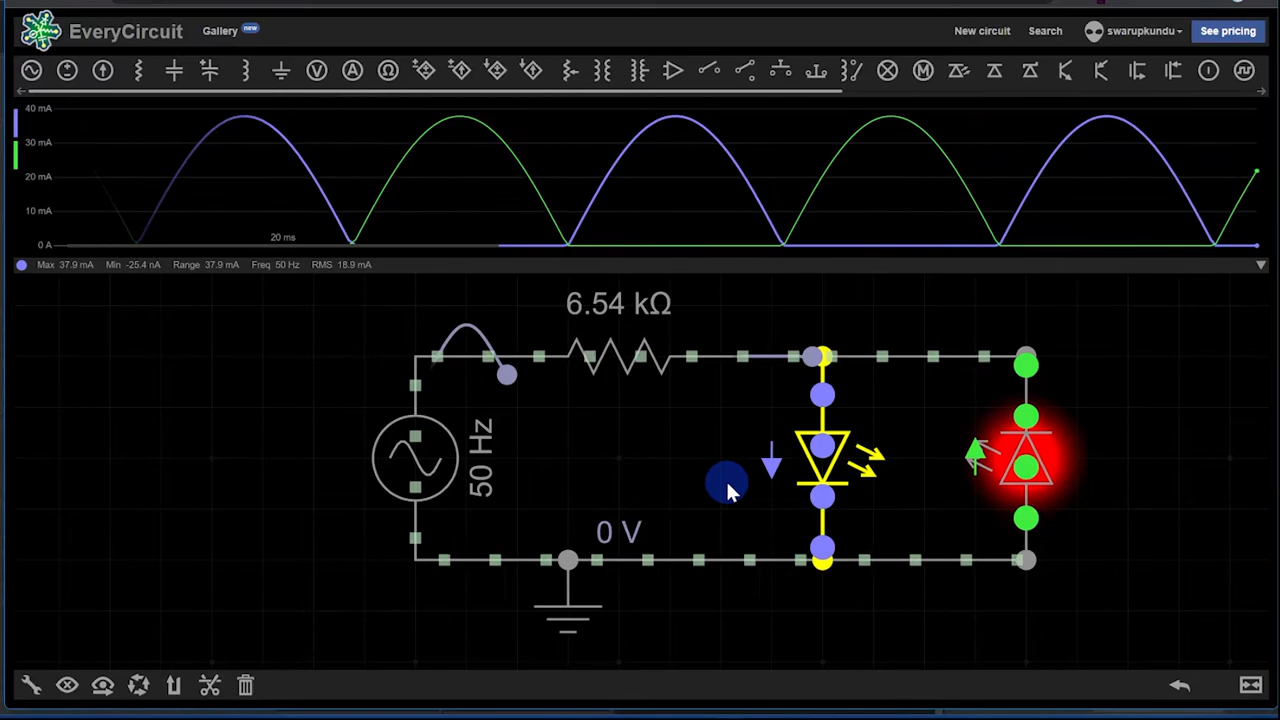 EveryCircuit Gallery new New circuit Search swarupkundu See pricing
40 mA
30 mA
20 mA
10 mA
0 A
20 ms
Max 37.9 mA Min -25.4 nA Range 37.9 mA Freq 50 Hz RMS 18.9 mA
6.54 kΩ
50 Hz
0 V